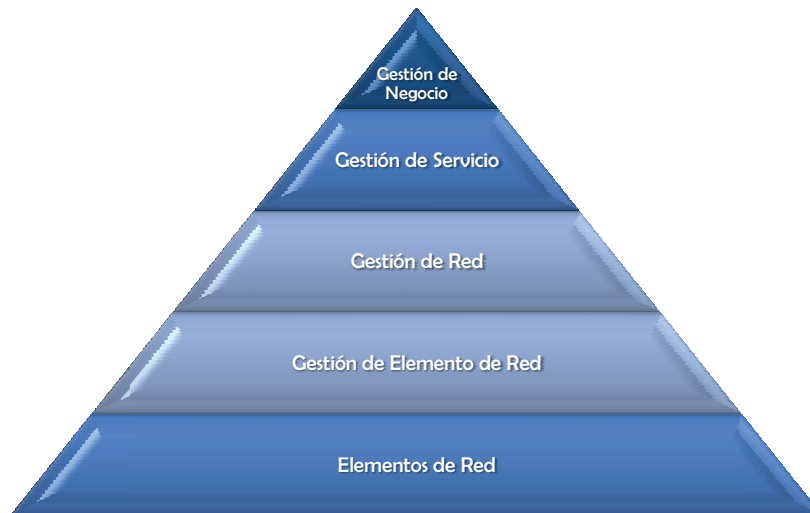 Gestión de
Negocio
Gestión de Servicio
Gestión de Red
Gestión de Elemento de Red
Elementos de Red